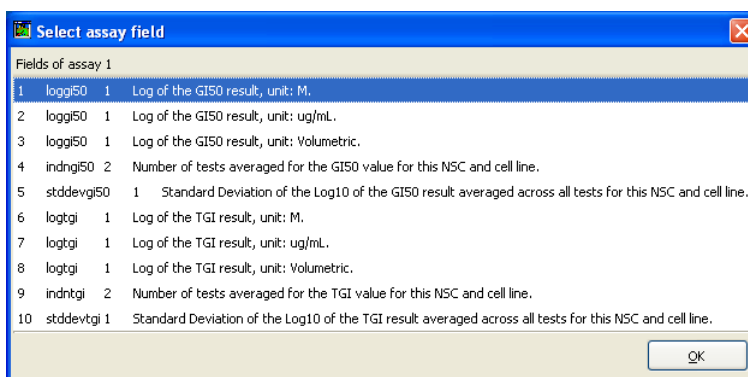 Select assay field
Fields of assay 1
1 loggi50 1 Log of the GI50 result, unit: M.
2 loggi50 1 Log of the GI50 result, unit: ug/mL.
3 loggi50 1 Log of the GI50 result, unit: Volumetric.
4 indngi50 2 Number of tests averaged for the GI50 value for this NSC and cell line.
5 stddevgi50 1 Standard Deviation of the Log10 of the GI50 result averaged across all tests for this NSC and cell line.
6 logtgi 1 Log of the TGI result, unit: M.
7 logtgi 1 Log of the TGI result, unit: ug/mL.
8 logtgi 1 Log of the TGI result, unit: Volumetric.
9 indntgi 2 Number of tests averaged for the TGI value for this NSC and cell line.
10 stddevtgi 1 Standard Deviation of the Log10 of the TGI result averaged across all tests for this NSC and cell line.
OK